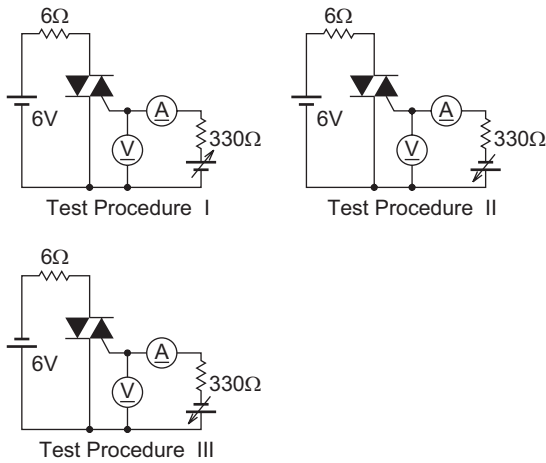 6Ω
6V
A
V
330Ω
Test Procedure I
6Ω
6V
A
V
330Ω
Test Procedure II
6Ω
6V
A
V
330Ω
Test Procedure III